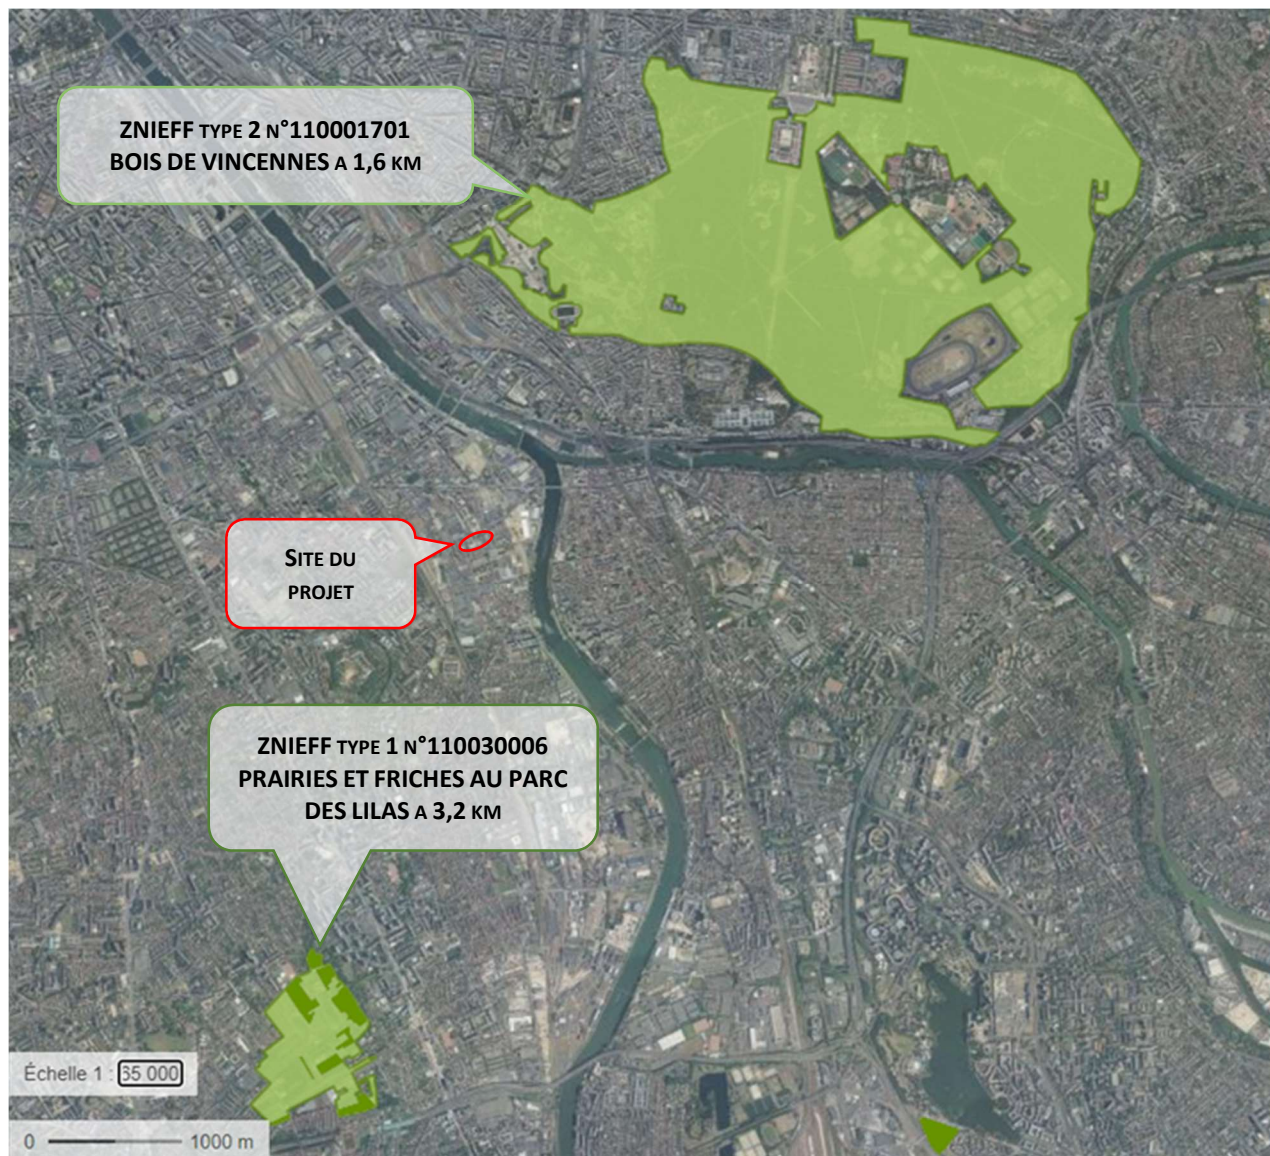 ZNIEFF TYPE 2 N°110001701
BOIS DE VINCENNES A 1,6 KM
SITE DU
PROJET
ZNIEFF TYPE 1 N°110030006
PRAIRIES ET FRICHES AU PARC
DES LILAS A 3,2 KM
Échelle 1 : 65 000
0 1000 m